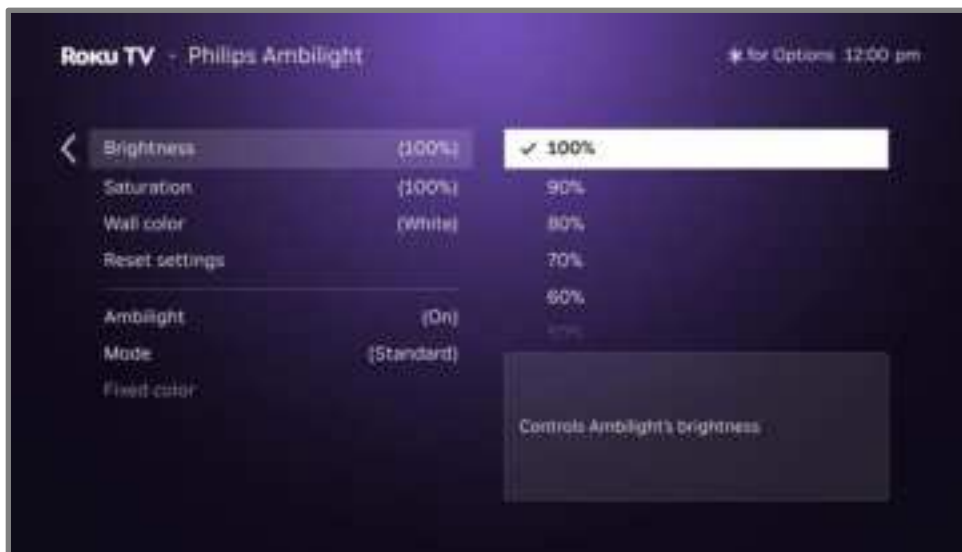 Roku TV - Philips Ambilight
✱ for Options 12:00 pm
Brightness (100%)
Saturation (100%)
Wall color (White)
Reset settings
Ambilight (On)
Mode (Standard)
Fixed color
✓ 100%
90%
80%
70%
60%
Controls Ambilight's brightness